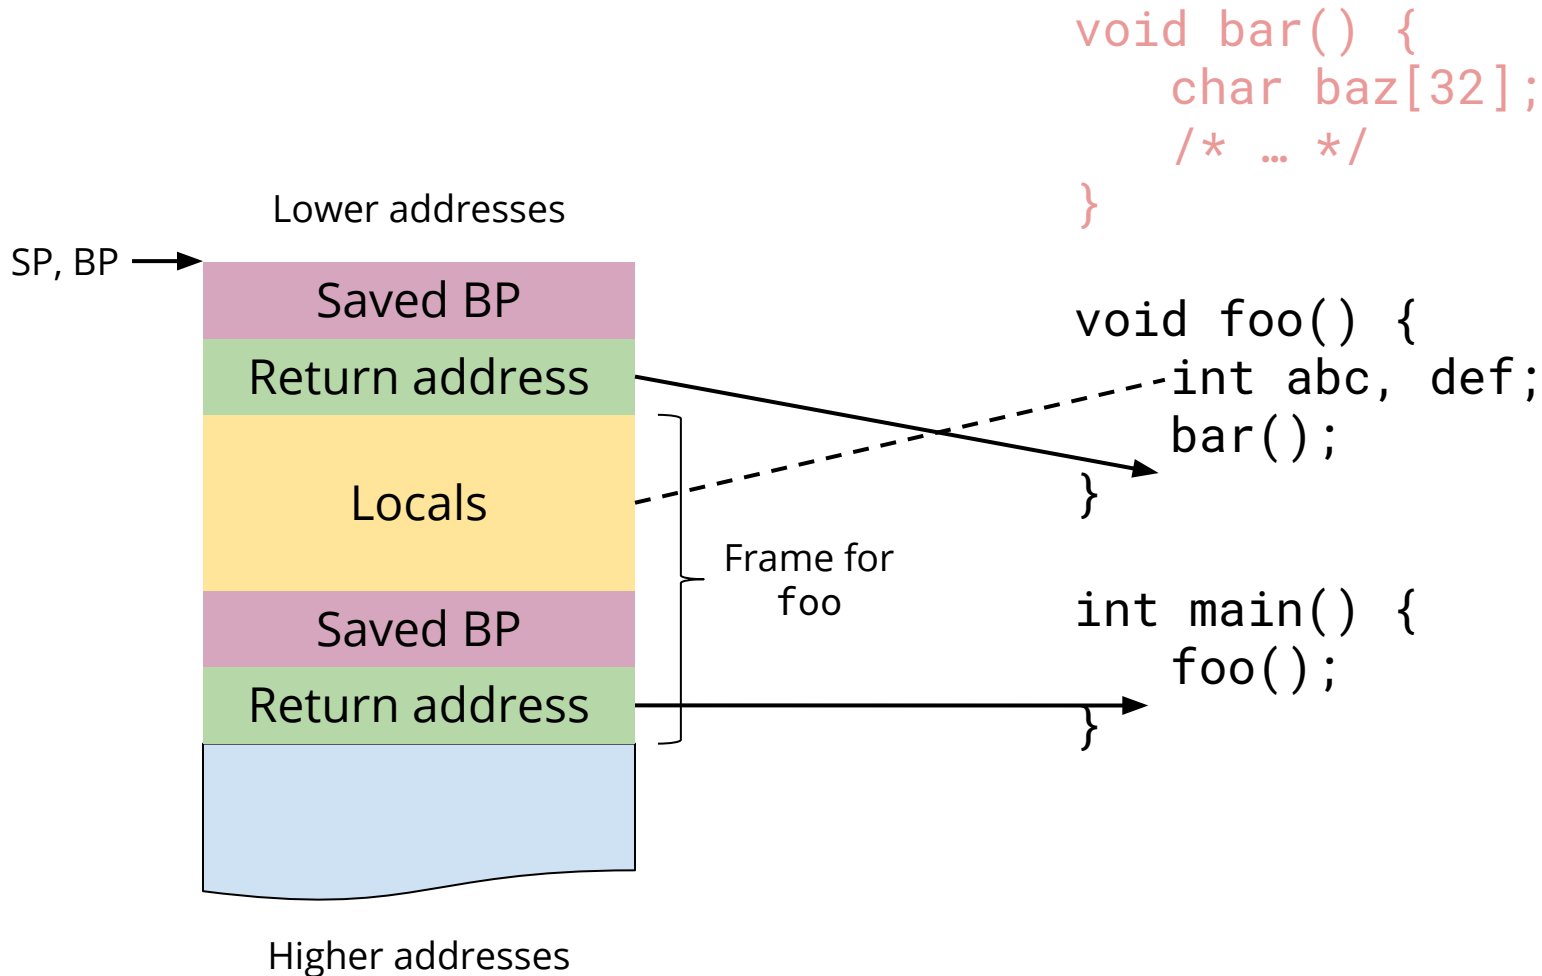 void bar() {
char baz[32];
/* … */
}
Lower addresses
SP, BP
Saved BP
Return address
Locals
Saved BP
Return address
Frame for
foo
Higher addresses
void foo() {
int abc, def;
bar();
}
int main() {
foo();
}